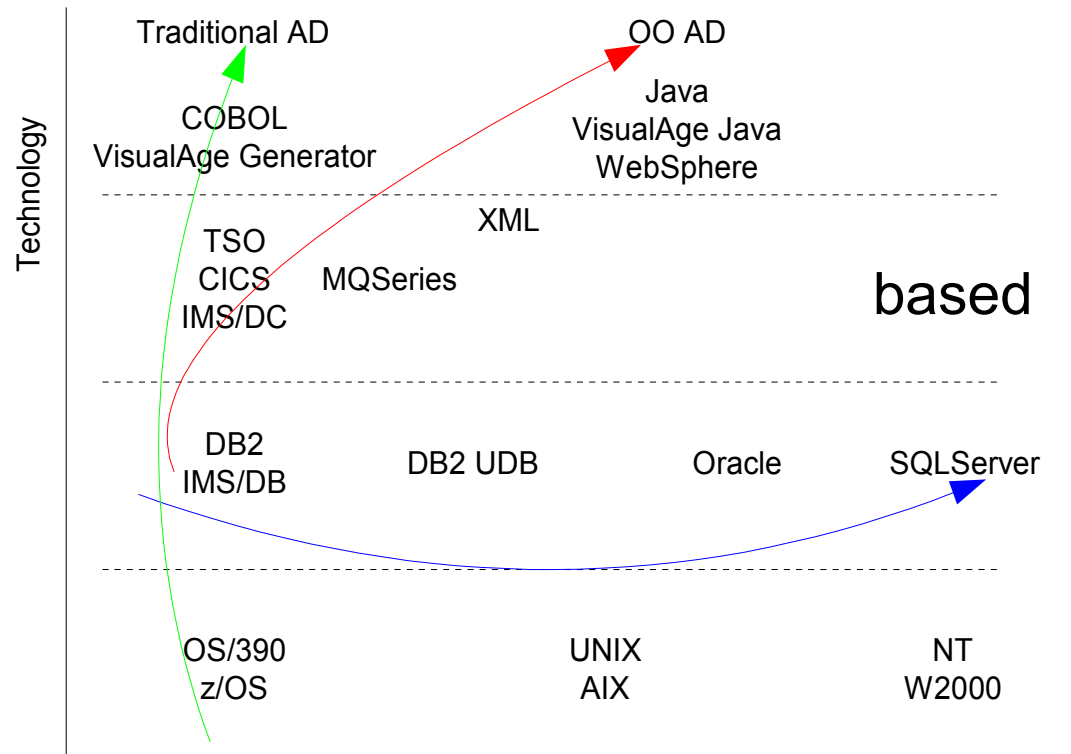 Technology
Traditional AD
OO AD
COBOL
VisualAge Generator
Java
VisualAge Java
WebSphere
XML
TSO
CICS
IMS/DC
MQSeries
based
DB2
IMS/DB
DB2 UDB
Oracle
SQLServer
OS/390
z/OS
UNIX
AIX
NT
W2000